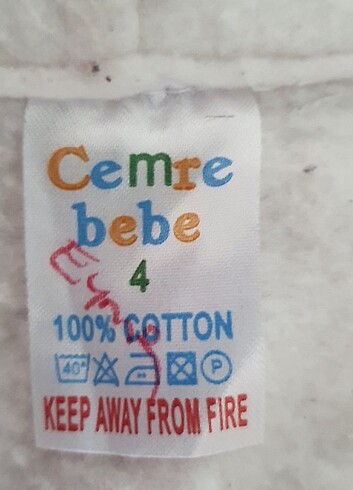 Cemre
bebe
4
100% COTTON
40°
P
KEEP AWAY FROM FIRE